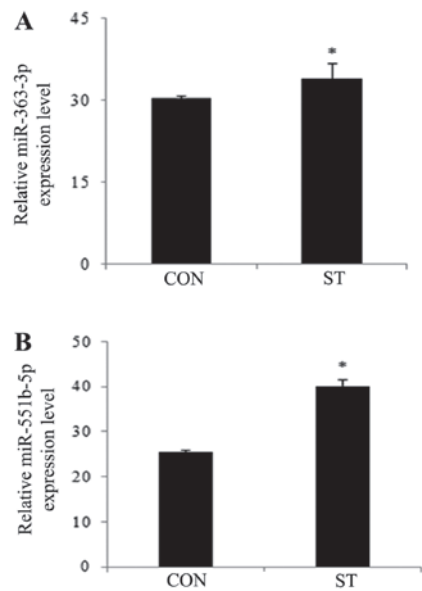 A
Relative miR-363-3p
expression level
45
30
15
0
*
CON
ST
B
Relative miR-551b-5p
expression level
50
40
30
20
10
0
*
CON
ST